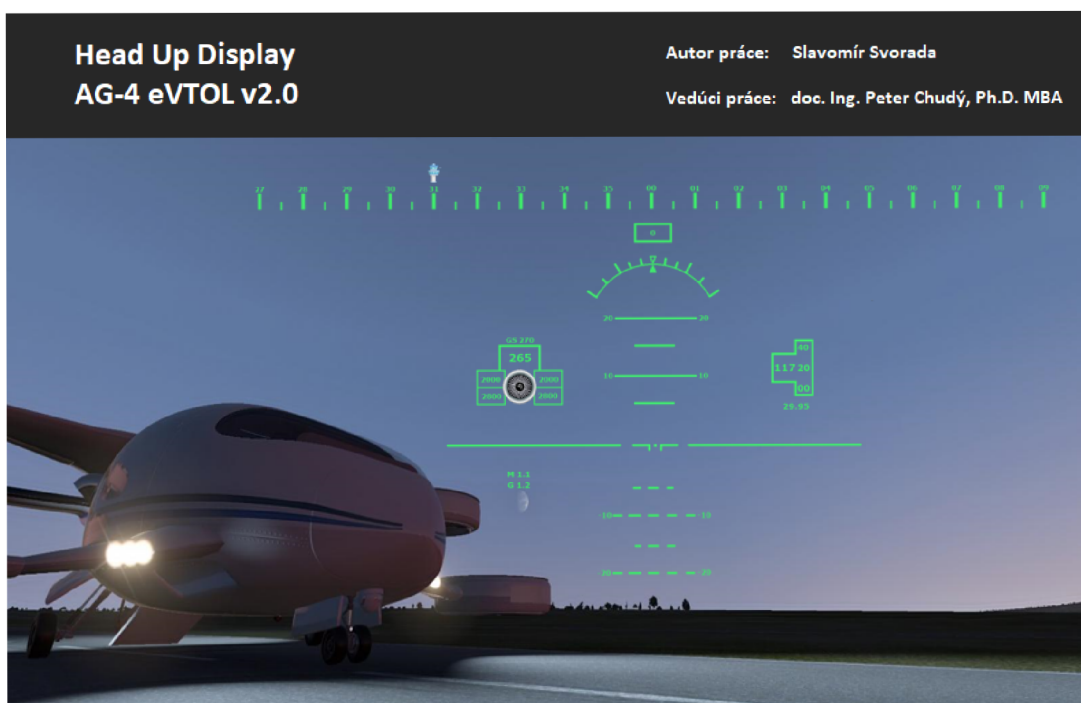 Head Up Display
AG-4 eVTOL v2.0
Autor práce: Slavomír Svorada
Vedúci práce: doc. Ing. Peter Chudý, Ph.D. MBA
27 28 29 30 31 32 33 34 35 00 01 02 03 04 05 06 07 08 09
0
20 20
GS 270
265
2000 2000
2000 2000
10 10
40
117 20
00
29.93
M 1.1
G 1.2
-10 -10
-20 -20